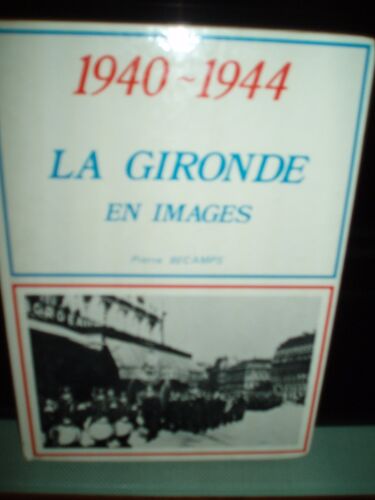 1940~1944
LA GIRONDE
EN IMAGES
Pierre BECAMPS